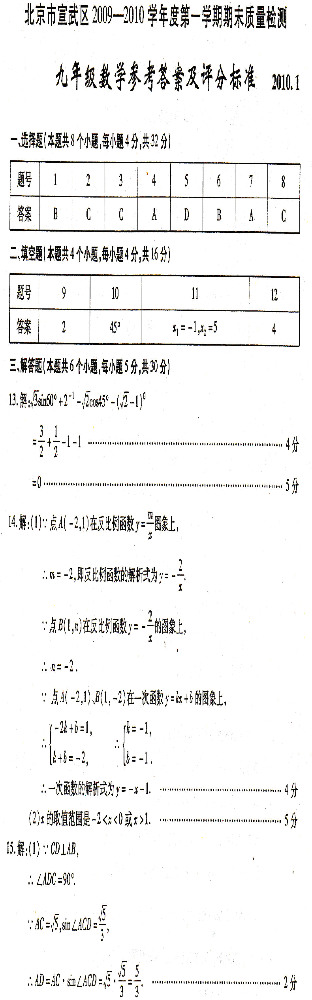 北京市宣武区2009—2010学年度第一学期期末质量检测
九年级数学参考答案及评分标准 2010.1
一、选择题(本题共8个小题,每小题4分,共32分)
题号 1 2 3 4 5 6 7 8
答案 B C C A D B A C
二、填空题(本题共4个小题,每小题4分,共16分)
题号 9 10 11 12
答案 2 45° x₁=-1,x₂=5 4
三、解答题(本题共6个小题,每小题5分,共30分)
13.解:√3sin60°+2⁻¹-√2cos45°-(√2-1)⁰
=3/2+1/2-1-1 ………… 4分
=0 ………… 5分
14.解:(1)∵点A(-2,1)在反比例函数y=m/x图象上,
∴m=-2,即反比例函数的解析式为y=-2/x.
∵点B(1,n)在反比例函数y=-2/x的图象上,
∴n=-2.
∵点A(-2,1)、B(1,-2)在一次函数y=kx+b的图象上,
∴{-2k+b=1, k+b=-2, ∴{k=-1, b=-1.
∴一次函数的解析式为y=-x-1. ………… 4分
(2)x的取值范围是-2<x<0或x>1. ………… 5分
15.解:(1)∵CD⊥AB,
∴∠ADC=90°.
∵AC=√5,sin∠ACD=√5/3,
∴AD=AC·sin∠ACD=√5·√5/3=5/3. ………… 2分